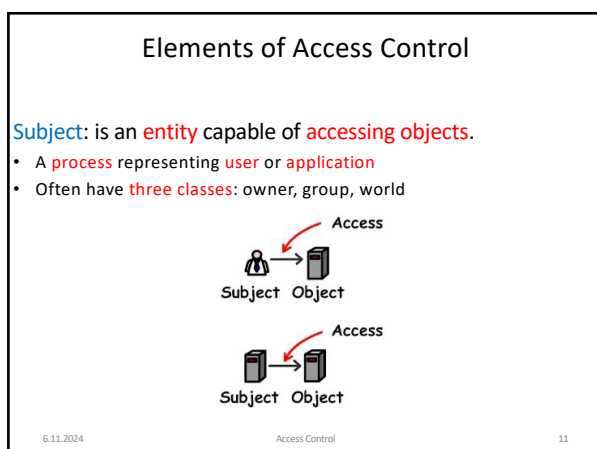 Elements of Access Control
Subject: is an entity capable of accessing objects.
• A process representing user or application
• Often have three classes: owner, group, world
Access
Subject Object
Access
Subject Object
6.11.2024 Access Control 11